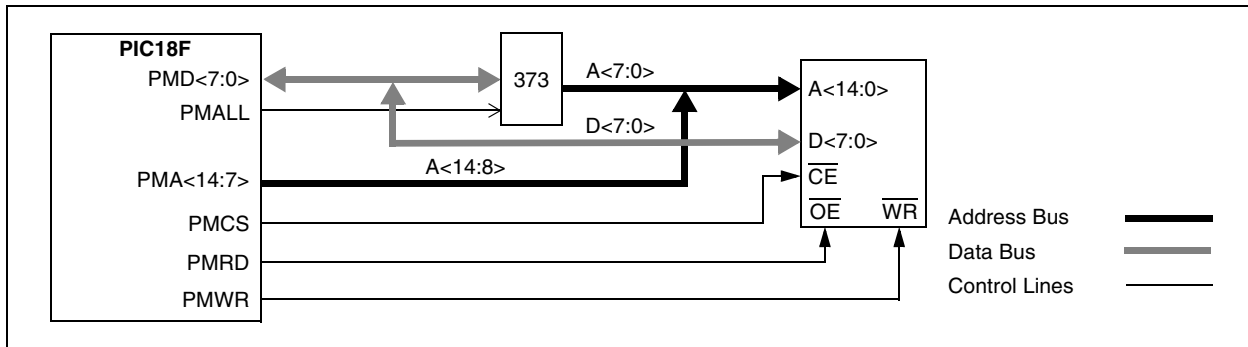 PIC18F
PMD<7:0>
PMALL
PMA<14:7>
PMCS
PMRD
PMWR
373
A<7:0>
D<7:0>
A<14:8>
A<14:0>
D<7:0>
CE
OE WR
Address Bus
Data Bus
Control Lines